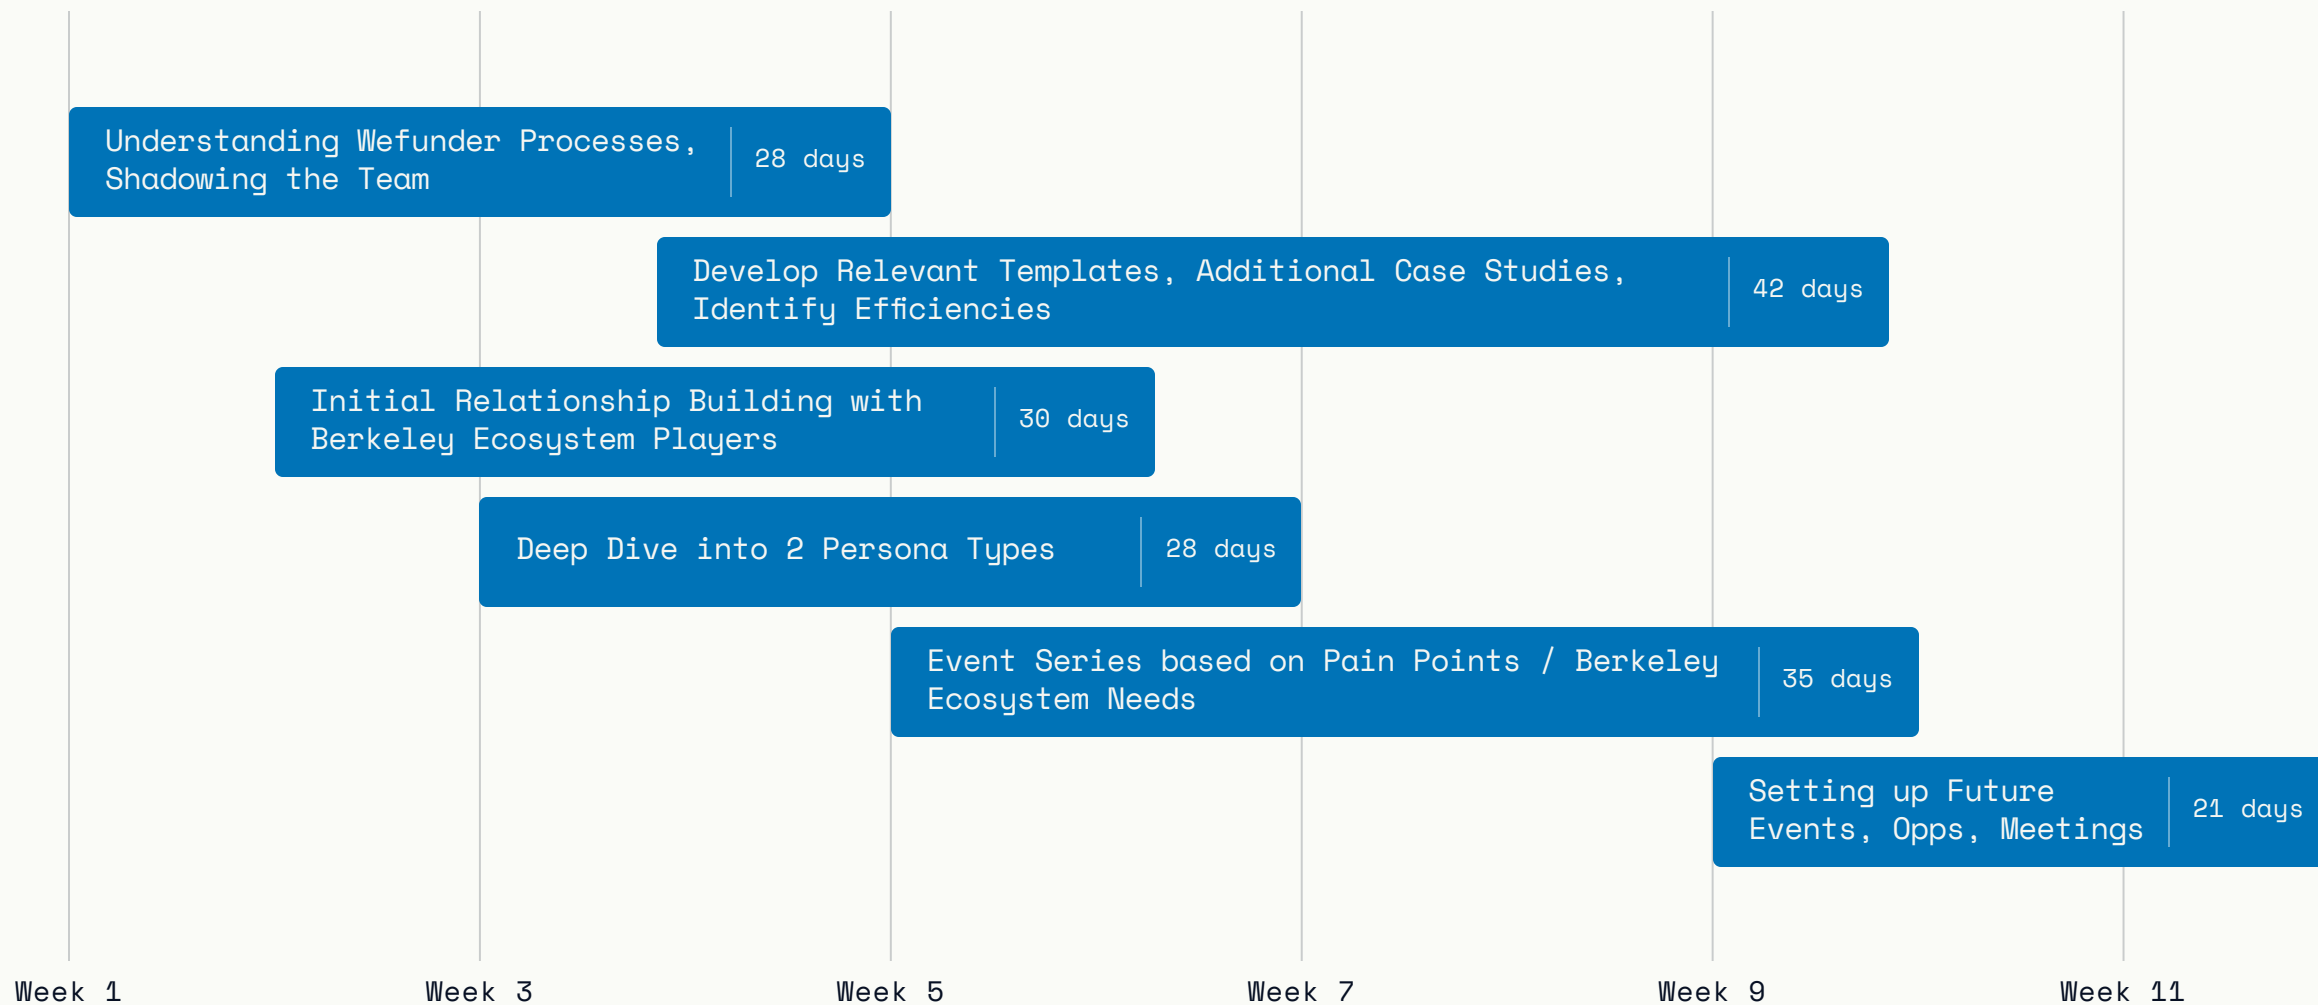 Understanding Wefunder Processes,
Shadowing the Team
28 days
Develop Relevant Templates, Additional Case Studies,
Identify Efficiencies
42 days
Initial Relationship Building with
Berkeley Ecosystem Players
30 days
Deep Dive into 2 Persona Types
28 days
Event Series based on Pain Points / Berkeley
Ecosystem Needs
35 days
Setting up Future
Events, Opps, Meetings
21 days
Week 1
Week 3
Week 5
Week 7
Week 9
Week 11